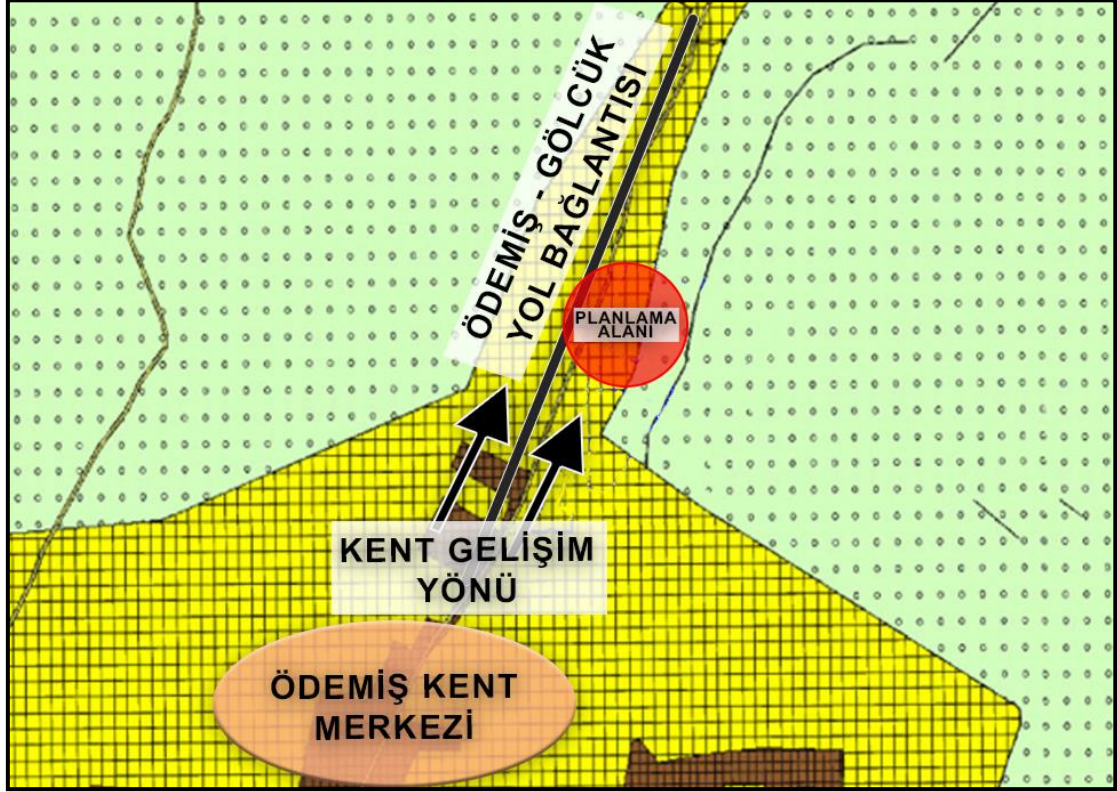 ÖDEMİŞ - GÖLCÜK
YOL BAĞLANTISI
PLANLAMA
ALANI
KENT GELİŞİM
YÖNÜ
ÖDEMİŞ KENT
MERKEZİ